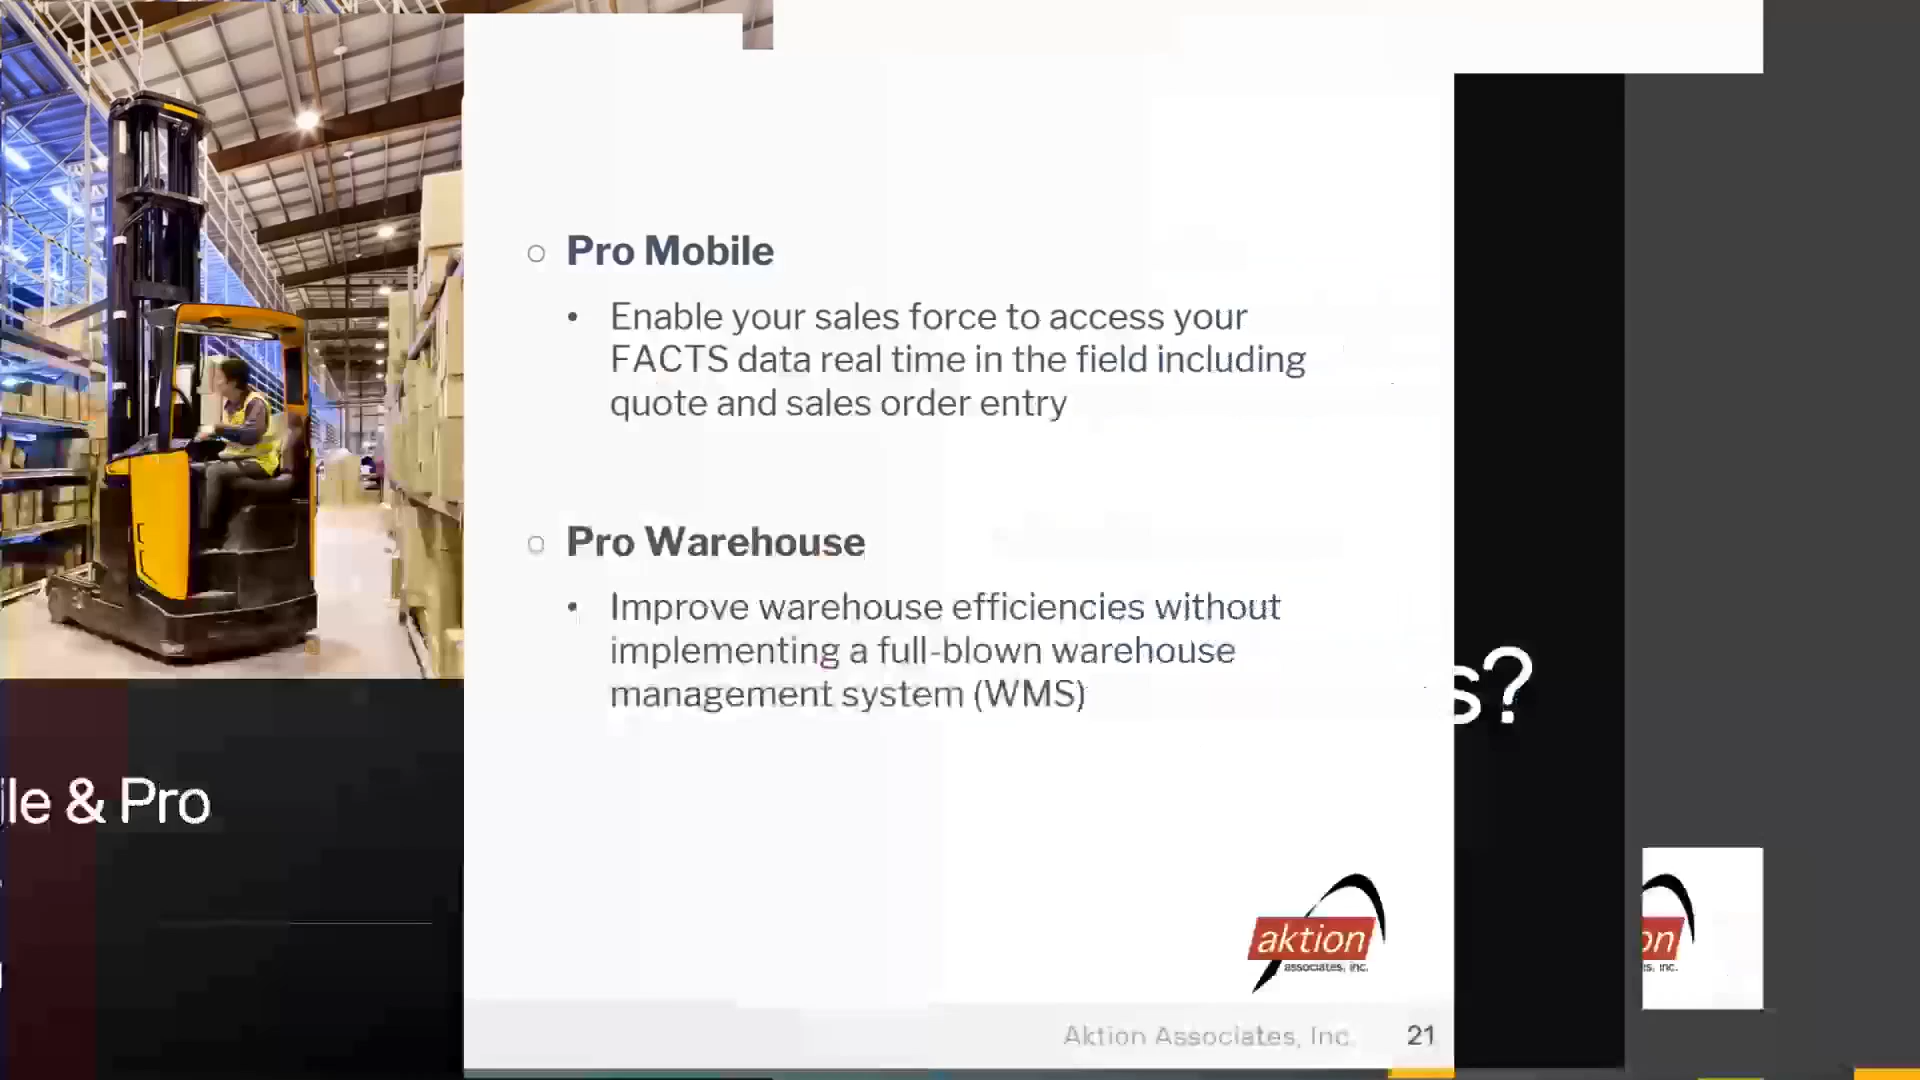 Pro Mobile
Enable your sales force to access your
FACTS data real time in the field including
quote and sales order entry
Pro Warehouse
Improve warehouse efficiencies without
implementing a full-blown warehouse
management system (WMS)
s?
le & Pro
aktion
associates, inc.
on
s, inc.
Aktion Associates, Inc.
21